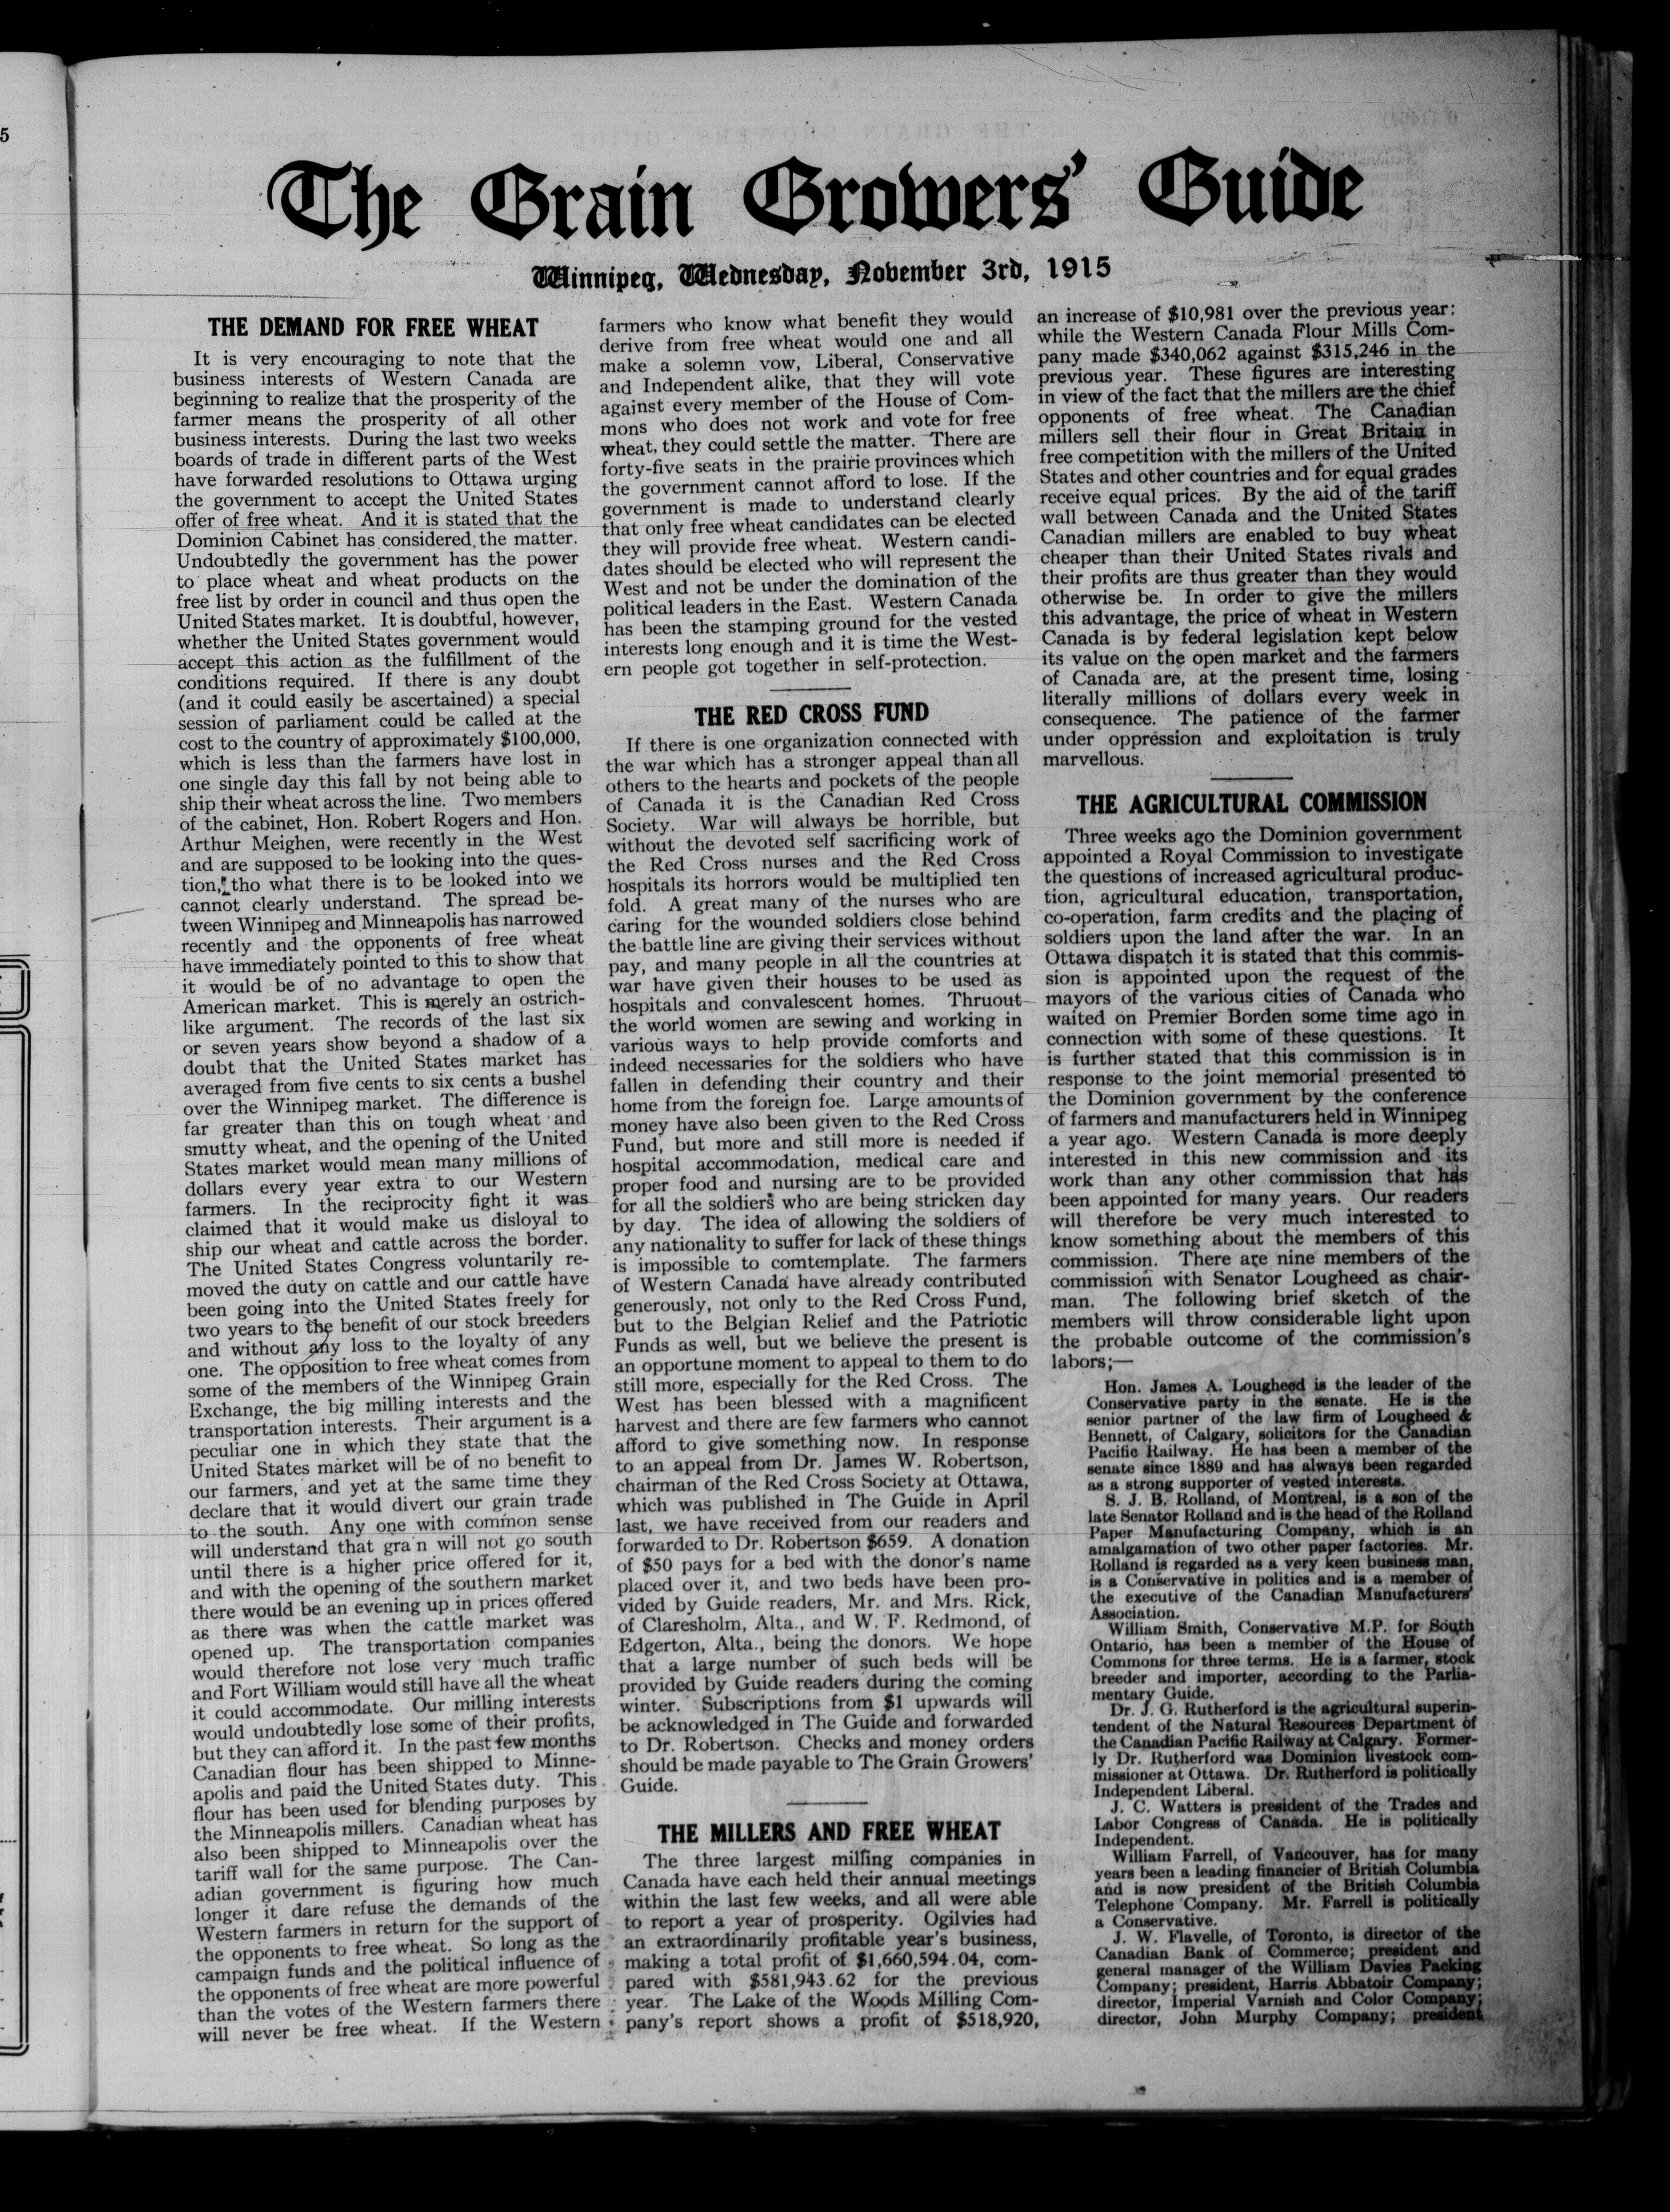 5
The Grain Growers' Guide
Winnipeg, Wednesday, November 3rd, 1915
THE DEMAND FOR FREE WHEAT
It is very encouraging to note that the
business interests of Western Canada are
beginning to realize that the prosperity of the
farmer means the prosperity of all other
business interests. During the last two weeks
boards of trade in different parts of the West
have forwarded resolutions to Ottawa urging
the government to accept the United States
offer of free wheat. And it is stated that the
Dominion Cabinet has considered the matter.
Undoubtedly the government has the power
to place wheat and wheat products on the
free list by order in council and thus open the
United States market. It is doubtful, however,
whether the United States government would
accept this action as the fulfillment of the
conditions required. If there is any doubt
(and it could easily be ascertained) a special
session of parliament could be called at the
cost to the country of approximately $100,000,
which is less than the farmers have lost in
one single day this fall by not being able to
ship their wheat across the line. Two members
of the cabinet, Hon. Robert Rogers and Hon.
Arthur Meighen, were recently in the West
and are supposed to be looking into the ques-
tion, tho what there is to be looked into we
cannot clearly understand. The spread be-
tween Winnipeg and Minneapolis has narrowed
recently and the opponents of free wheat
have immediately pointed to this to show that
it would be of no advantage to open the
American market. This is merely an ostrich-
like argument. The records of the last six
or seven years show beyond a shadow of a
doubt that the United States market has
averaged from five cents to six cents a bushel
over the Winnipeg market. The difference is
far greater than this on tough wheat and
smutty wheat, and the opening of the United
States market would mean many millions of
dollars every year extra to our Western
farmers. In the reciprocity fight it was
claimed that it would make us disloyal to
ship our wheat and cattle across the border.
The United States Congress voluntarily re-
moved the duty on cattle and our cattle have
been going into the United States freely for
two years to the benefit of our stock breeders
and without any loss to the loyalty of any
one. The opposition to free wheat comes from
some of the members of the Winnipeg Grain
Exchange, the big milling interests and the
transportation interests. Their argument is a
peculiar one in which they state that the
United States market will be of no benefit to
our farmers, and yet at the same time they
declare that it would divert our grain trade
to the south. Any one with common sense
will understand that gra n will not go south
until there is a higher price offered for it,
and with the opening of the southern market
there would be an evening up in prices offered
as there was when the cattle market was
opened up. The transportation companies
would therefore not lose very much traffic
and Fort William would still have all the wheat
it could accommodate. Our milling interests
would undoubtedly lose some of their profits,
but they can afford it. In the past few months
Canadian flour has been shipped to Minne-
apolis and paid the United States duty. This
flour has been used for blending purposes by
the Minneapolis millers. Canadian wheat has
also been shipped to Minneapolis over the
tariff wall for the same purpose. The Can-
adian government is figuring how much
longer it dare refuse the demands of the
Western farmers in return for the support of
the opponents to free wheat. So long as the
campaign funds and the political influence of
the opponents of free wheat are more powerful
than the votes of the Western farmers there
will never be free wheat. If the Western
farmers who know what benefit they would
derive from free wheat would one and all
make a solemn vow, Liberal, Conservative
and Independent alike, that they will vote
against every member of the House of Com-
mons who does not work and vote for free
wheat, they could settle the matter. There are
forty-five seats in the prairie provinces which
the government cannot afford to lose. If the
government is made to understand clearly
that only free wheat candidates can be elected
they will provide free wheat. Western candi-
dates should be elected who will represent the
West and not be under the domination of the
political leaders in the East. Western Canada
has been the stamping ground for the vested
interests long enough and it is time the West-
ern people got together in self-protection.
THE RED CROSS FUND
If there is one organization connected with
the war which has a stronger appeal than all
others to the hearts and pockets of the people
of Canada it is the Canadian Red Cross
Society. War will always be horrible, but
without the devoted self sacrificing work of
the Red Cross nurses and the Red Cross
hospitals its horrors would be multiplied ten
fold. A great many of the nurses who are
caring for the wounded soldiers close behind
the battle line are giving their services without
pay, and many people in all the countries at
war have given their houses to be used as
hospitals and convalescent homes. Thruout
the world women are sewing and working in
various ways to help provide comforts and
indeed necessaries for the soldiers who have
fallen in defending their country and their
home from the foreign foe. Large amounts of
money have also been given to the Red Cross
Fund, but more and still more is needed if
hospital accommodation, medical care and
proper food and nursing are to be provided
for all the soldiers who are being stricken day
by day. The idea of allowing the soldiers of
any nationality to suffer for lack of these things
is impossible to comtemplate. The farmers
of Western Canada have already contributed
generously, not only to the Red Cross Fund,
but to the Belgian Relief and the Patriotic
Funds as well, but we believe the present is
an opportune moment to appeal to them to do
still more, especially for the Red Cross. The
West has been blessed with a magnificent
harvest and there are few farmers who cannot
afford to give something now. In response
to an appeal from Dr. James W. Robertson,
chairman of the Red Cross Society at Ottawa,
which was published in The Guide in April
last, we have received from our readers and
forwarded to Dr. Robertson $659. A donation
of $50 pays for a bed with the donor's name
placed over it, and two beds have been pro-
vided by Guide readers, Mr. and Mrs. Rick,
of Claresholm, Alta., and W. F. Redmond, of
Edgerton, Alta., being the donors. We hope
that a large number of such beds will be
provided by Guide readers during the coming
winter. Subscriptions from $1 upwards will
be acknowledged in The Guide and forwarded
to Dr. Robertson. Checks and money orders
should be made payable to The Grain Growers'
Guide.
THE MILLERS AND FREE WHEAT
The three largest milling companies in
Canada have each held their annual meetings
within the last few weeks, and all were able
to report a year of prosperity. Ogilvies had
an extraordinarily profitable year's business,
making a total profit of $1,660,594.04, com-
pared with $581,943.62 for the previous
year. The Lake of the Woods Milling Com-
pany's report shows a profit of $518,920,
an increase of $10,981 over the previous year:
while the Western Canada Flour Mills Com-
pany made $340,062 against $315,246 in the
previous year. These figures are interesting
in view of the fact that the millers are the chief
opponents of free wheat. The Canadian
millers sell their flour in Great Britain in
free competition with the millers of the United
States and other countries and for equal grades
receive equal prices. By the aid of the tariff
wall between Canada and the United States
Canadian millers are enabled to buy wheat
cheaper than their United States rivals and
their profits are thus greater than they would
otherwise be. In order to give the millers
this advantage, the price of wheat in Western
Canada is by federal legislation kept below
its value on the open market and the farmers
of Canada are, at the present time, losing
literally millions of dollars every week in
consequence. The patience of the farmer
under oppression and exploitation is truly
marvellous.
THE AGRICULTURAL COMMISSION
Three weeks ago the Dominion government
appointed a Royal Commission to investigate
the questions of increased agricultural produc-
tion, agricultural education, transportation,
co-operation, farm credits and the placing of
soldiers upon the land after the war. In an
Ottawa dispatch it is stated that this commis-
sion is appointed upon the request of the
mayors of the various cities of Canada who
waited on Premier Borden some time ago in
connection with some of these questions. It
is further stated that this commission is in
response to the joint memorial presented to
the Dominion government by the conference
of farmers and manufacturers held in Winnipeg
a year ago. Western Canada is more deeply
interested in this new commission and its
work than any other commission that has
been appointed for many years. Our readers
will therefore be very much interested to
know something about the members of this
commission. There are nine members of the
commission with Senator Lougheed as chair-
man. The following brief sketch of the
members will throw considerable light upon
the probable outcome of the commission's
labors;—
Hon. James A. Lougheed is the leader of the
Conservative party in the senate. He is the
senior partner of the law firm of Lougheed &
Bennett, of Calgary, solicitors for the Canadian
Pacific Railway. He has been a member of the
senate since 1889 and has always been regarded
as a strong supporter of vested interests.
S. J. B. Rolland, of Montreal, is a son of the
late Senator Rolland and is the head of the Rolland
Paper Manufacturing Company, which is an
amalgamation of two other paper factories. Mr.
Rolland is regarded as a very keen business man,
is a Conservative in politics and is a member of
the executive of the Canadian Manufacturers'
Association.
William Smith, Conservative M.P. for South
Ontario, has been a member of the House of
Commons for three terms. He is a farmer, stock
breeder and importer, according to the Parlia-
mentary Guide.
Dr. J. G. Rutherford is the agricultural superin-
tendent of the Natural Resources Department of
the Canadian Pacific Railway at Calgary. Former-
ly Dr. Rutherford was Dominion livestock com-
missioner at Ottawa. Dr. Rutherford is politically
Independent Liberal.
J. C. Watters is president of the Trades and
Labor Congress of Canada. He is politically
Independent.
William Farrell, of Vancouver, has for many
years been a leading financier of British Columbia
and is now president of the British Columbia
Telephone Company. Mr. Farrell is politically
a Conservative.
J. W. Flavelle, of Toronto, is director of the
Canadian Bank of Commerce; president and
general manager of the William Davies Packing
Company; president, Harris Abbatoir Company;
director, Imperial Varnish and Color Company;
director, John Murphy Company; president